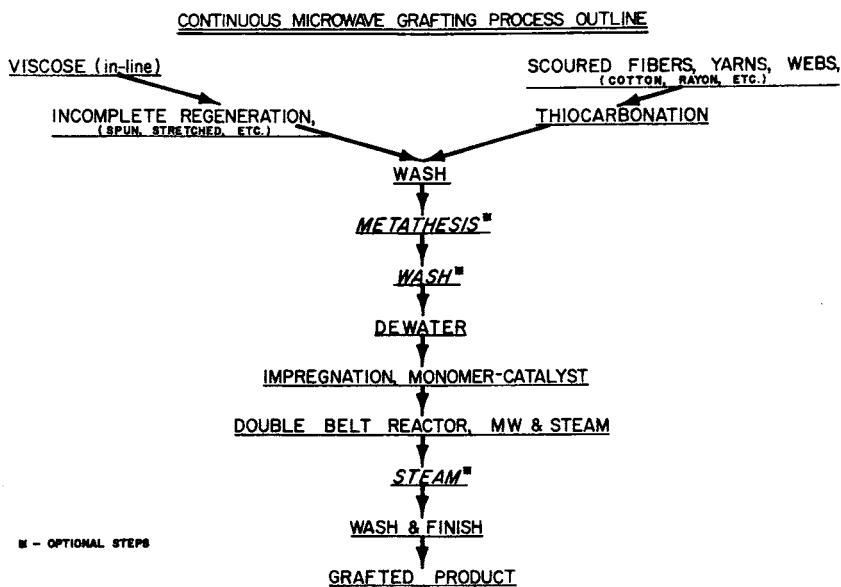 CONTINUOUS MICROWAVE GRAFTING PROCESS OUTLINE
VISCOSE (in-line)
SCOURED FIBERS, YARNS, WEBS,
(COTTON, RAYON, ETC.)
INCOMPLETE REGENERATION,
(SPUN, STRETCHED, ETC.)
THIOCARBONATION
WASH
METATHESIS*
WASH*
DEWATER
IMPREGNATION, MONOMER-CATALYST
DOUBLE BELT REACTOR, MW & STEAM
STEAM*
WASH & FINISH
* - OPTIONAL STEPS
GRAFTED PRODUCT